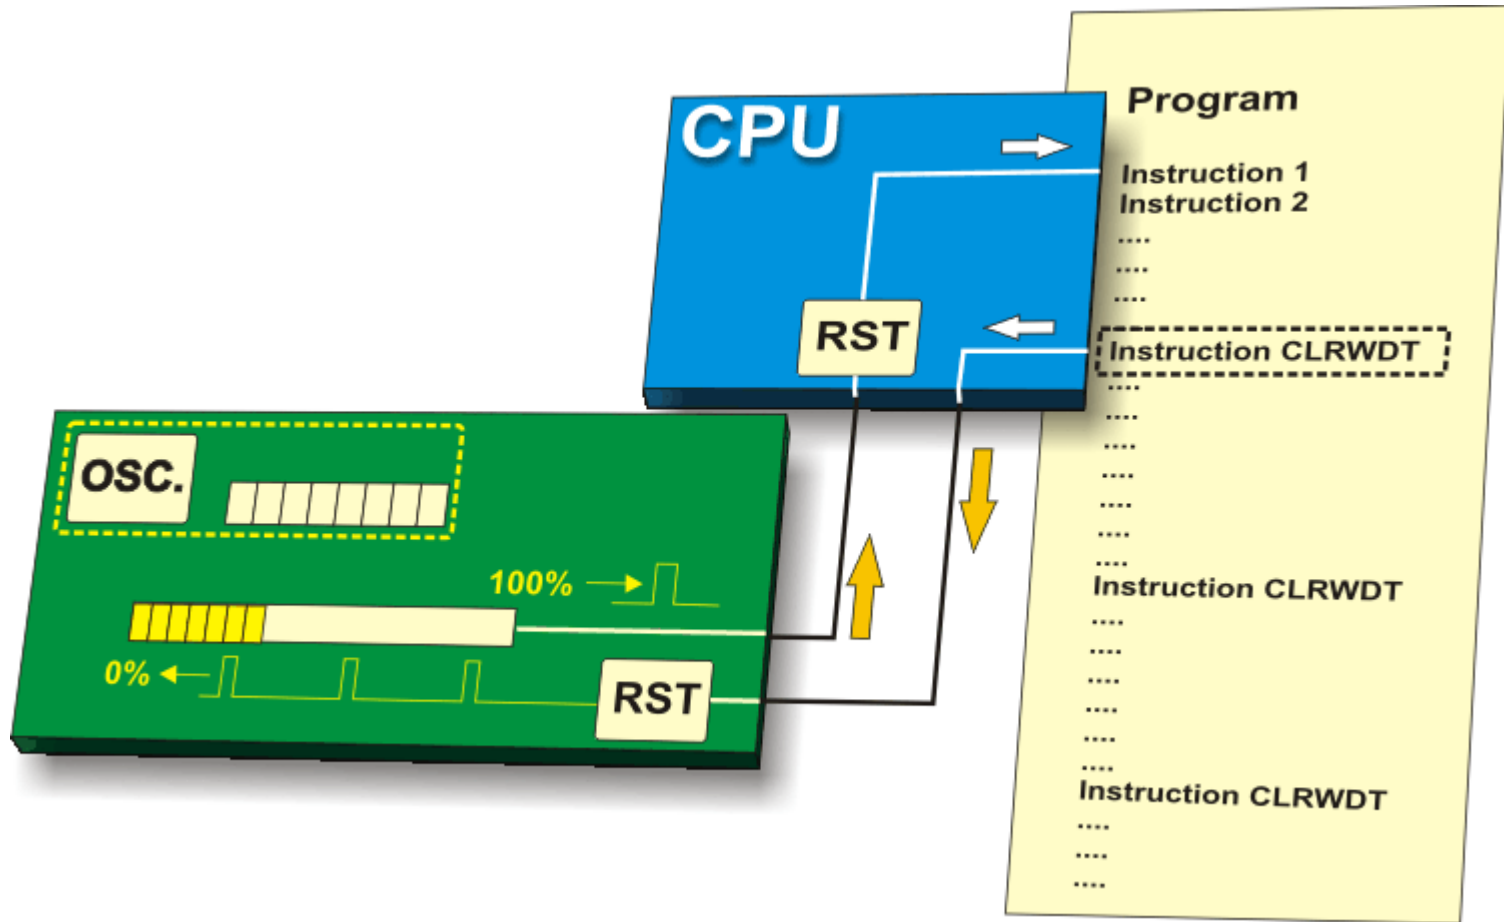 CPU
RST
OSC.
100%
0%
RST
Program
Instruction 1
Instruction 2
....
....
....
Instruction CLRWDT
....
....
....
....
....
....
....
Instruction CLRWDT
....
....
....
....
....
....
Instruction CLRWDT
....
....
....